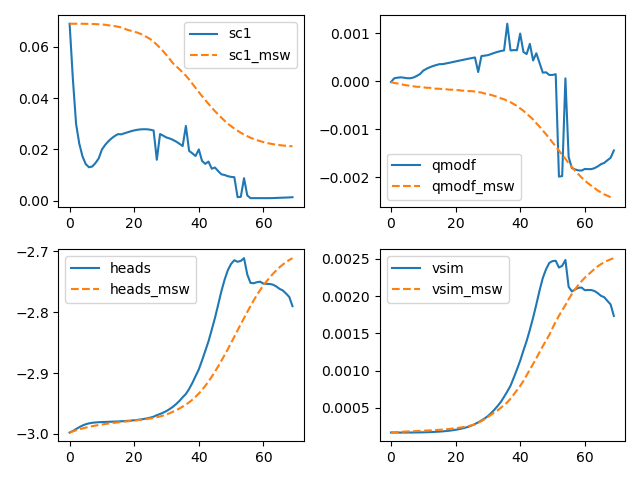 0.06
0.04
0.02
0.00
sc1
sc1_msw
0 20 40 60
0.001
0.000
−0.001
−0.002
qmodf
qmodf_msw
0 20 40 60
−2.7
−2.8
−2.9
−3.0
heads
heads_msw
0 20 40 60
0.0025
0.0020
0.0015
0.0010
0.0005
vsim
vsim_msw
0 20 40 60